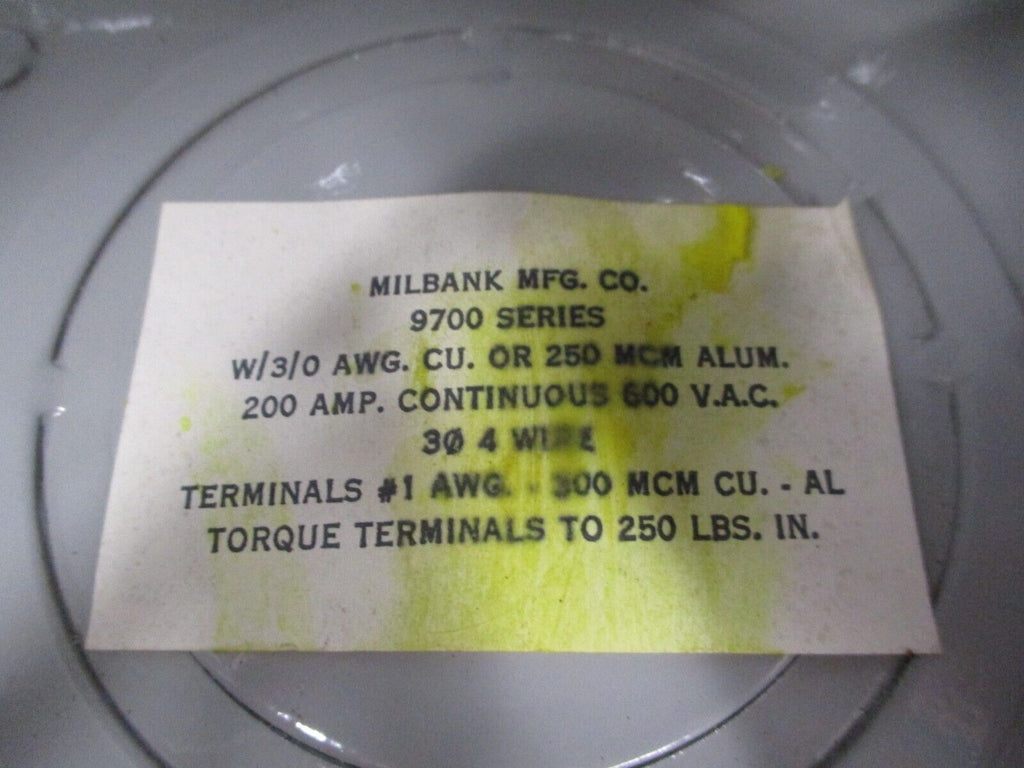 MILBANK MFG. CO.
9700 SERIES
W/3/0 AWG. CU. OR 250 MCM ALUM.
200 AMP. CONTINUOUS 600 V.A.C.
3Ø 4 WIRE
TERMINALS #1 AWG. - 300 MCM CU. - AL
TORQUE TERMINALS TO 250 LBS. IN.